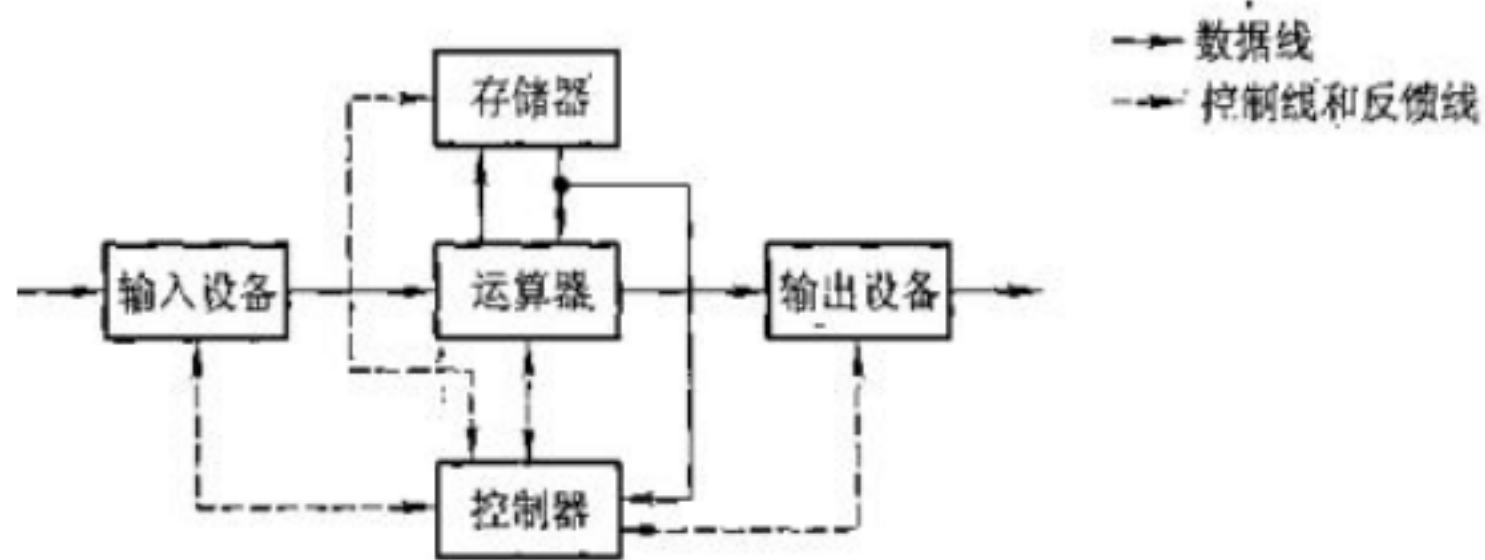 数据线
控制线和反馈线
存储器
输入设备
运算器
输出设备
控制器